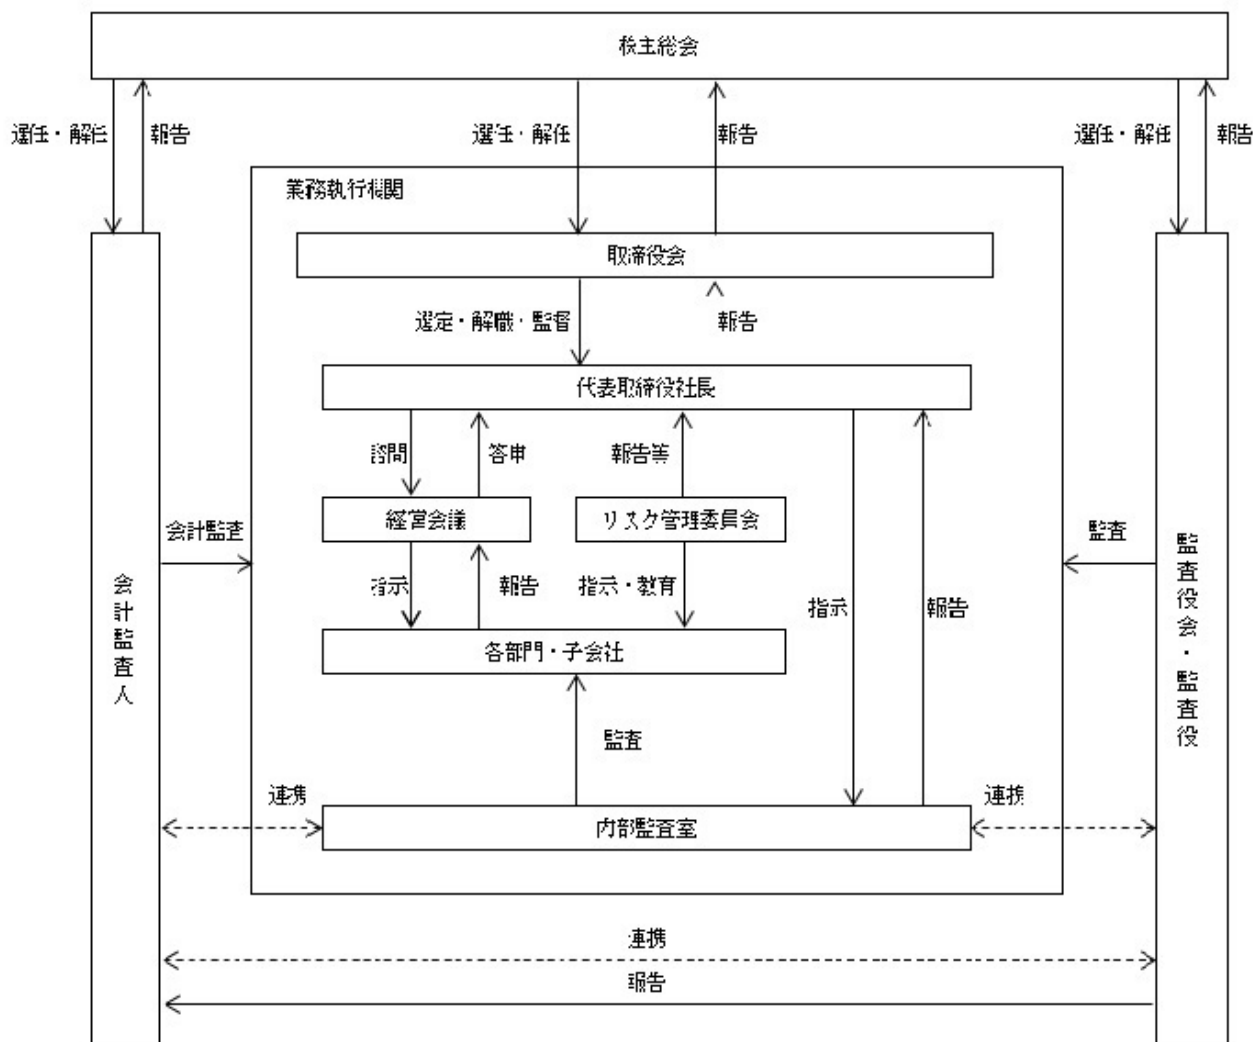 株主総会
選任・解任
報告
選任・解任
報告
選任・解任
報告
業務執行機関
取締役会
選定・解職・監督
報告
代表取締役社長
諮問
答申
報告等
経営会議
リスク管理委員会
会計監査
監査
指示
報告
指示・教育
指示
報告
各部門・子会社
会計監査人
監査役会・監査役
監査
連携
連携
内部監査室
連携
報告